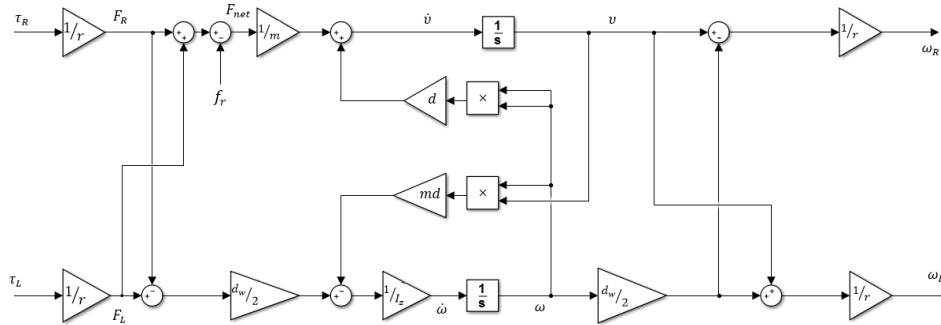 τ_R
1/r
F_R
+
+
+
−
F_net
1/m
+
+
υ̇
1/s
υ
+
−
1/r
ω_R
f_r
d
×
md
×
τ_L
1/r
F_L
+
−
d_w/2
+
−
1/I_z
ω̇
1/s
ω
d_w/2
+
+
1/r
ω_L